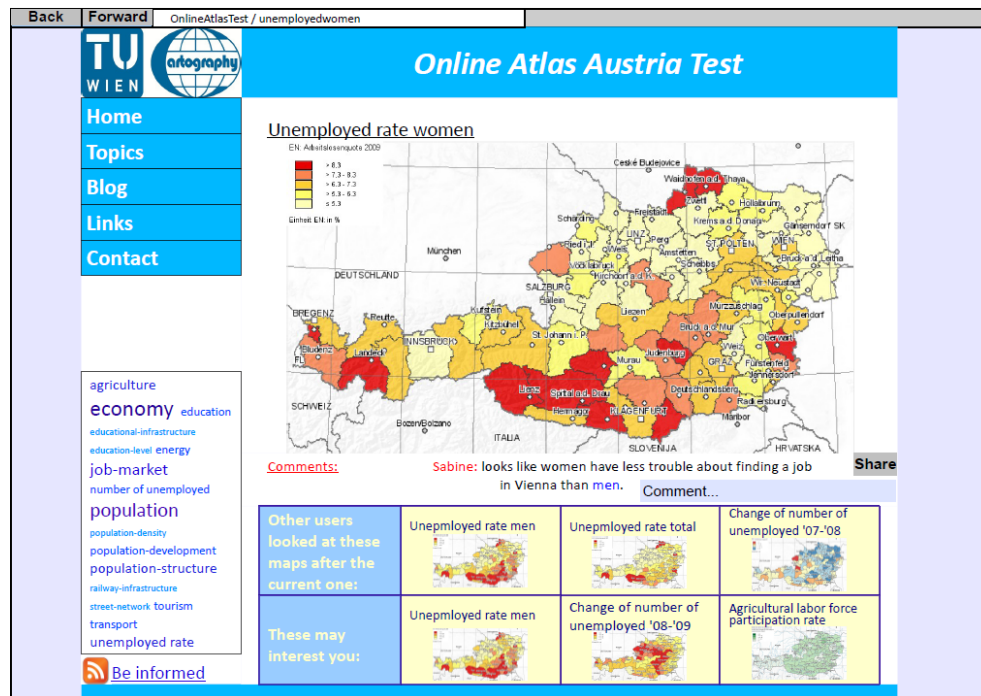 Back Forward OnlineAtlasTest / unemployedwomen
TU
WIEN
artography
Online Atlas Austria Test
Home
Topics
Blog
Links
Contact
Unemployed rate women
EN: Arbeitslosenquote 2009
> 8.3
> 7.3 - 8.3
> 6.3 - 7.3
> 5.3 - 6.3
≤ 5.3
Einheit EN: in %
České Budejovice
Waidhofen a.d. Thaya
Zwettl
Hollabrunn
Schärding
Freistadt
Krems a.d. Donau
Gänserndorf SK
LINZ
Ried i.I.
Wels
Perg
ST. PÖLTEN
WIEN
München
Vöcklabruck
Amstetten
Scheibbs
Bruck a.d. Leitha
Kirchdorf a.d. K.
DEUTSCHLAND
SALZBURG
Wr. Neustadt
Hallein
Mürzzuschlag
BREGENZ
Reutte
Kufstein
Kitzbühel
Liezen
Oberpullendorf
INNSBRUCK
St. Johann i. P.
Bruck a.d. Mur
Bludenz
FL
Landeck
Murau
Judenburg
Weiz
Oberwart
GRAZ
Fürstenfeld
Jennersdorf
Lienz
Spittal a.d. Drau
Deutschlandsberg
SCHWEIZ
Hermagor
KLAGENFURT
Radkersburg
Bozen/Bolzano
Maribor
ITALIA
SLOVENIJA
HRVATSKA
agriculture
economy education
educational-infrastructure
education-level energy
job-market
number of unemployed
population
population-density
population-development
population-structure
railway-infrastructure
street-network tourism
transport
unemployed rate
Be informed
Comments:
Sabine: looks like women have less trouble about finding a job
in Vienna than men.
Share
Comment...
Other users
looked at these
maps after the
current one:
Unepmloyed rate men
Unepmloyed rate total
Change of number of
unemployed '07-'08
These may
interest you:
Unepmloyed rate men
Change of number of
unemployed '08-'09
Agricultural labor force
participation rate